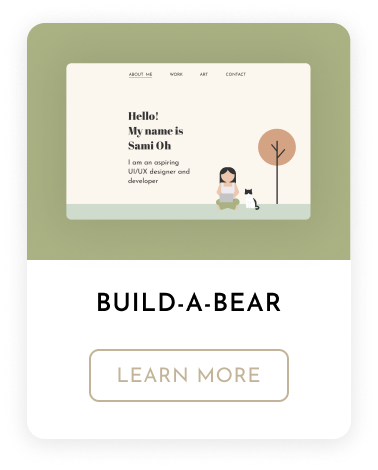 ABOUT ME WORK ART CONTACT
Hello!
My name is
Sami Oh
I am an aspiring
UI/UX designer and
developer
BUILD-A-BEAR
LEARN MORE